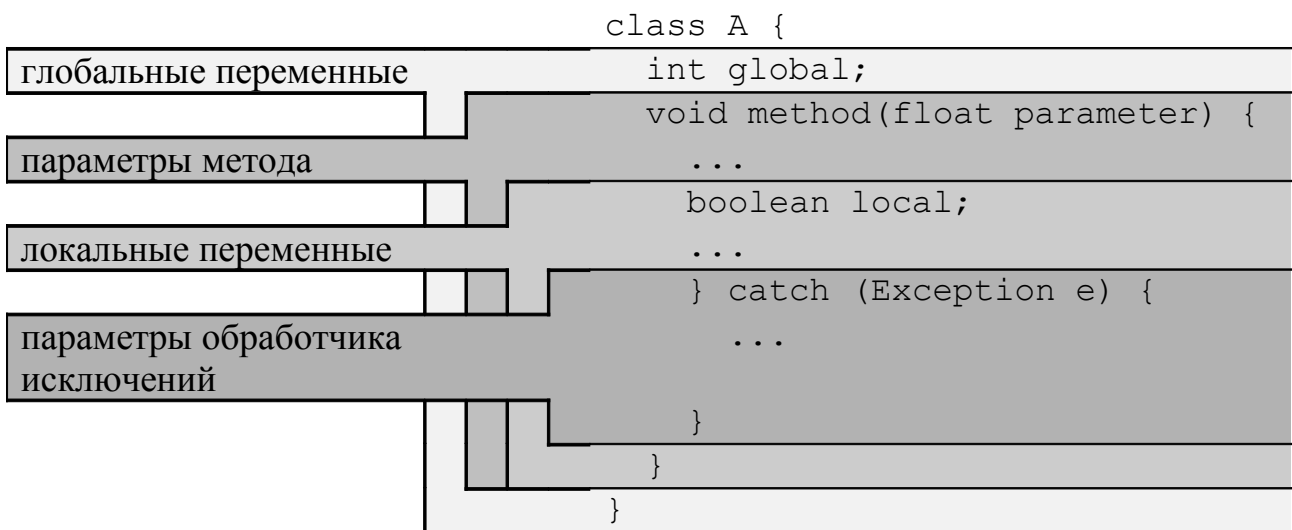 class A {
глобальные переменные
int global;
void method(float parameter) {
параметры метода
...
boolean local;
локальные переменные
...
} catch (Exception e) {
параметры обработчика
...
исключений
}
}
}